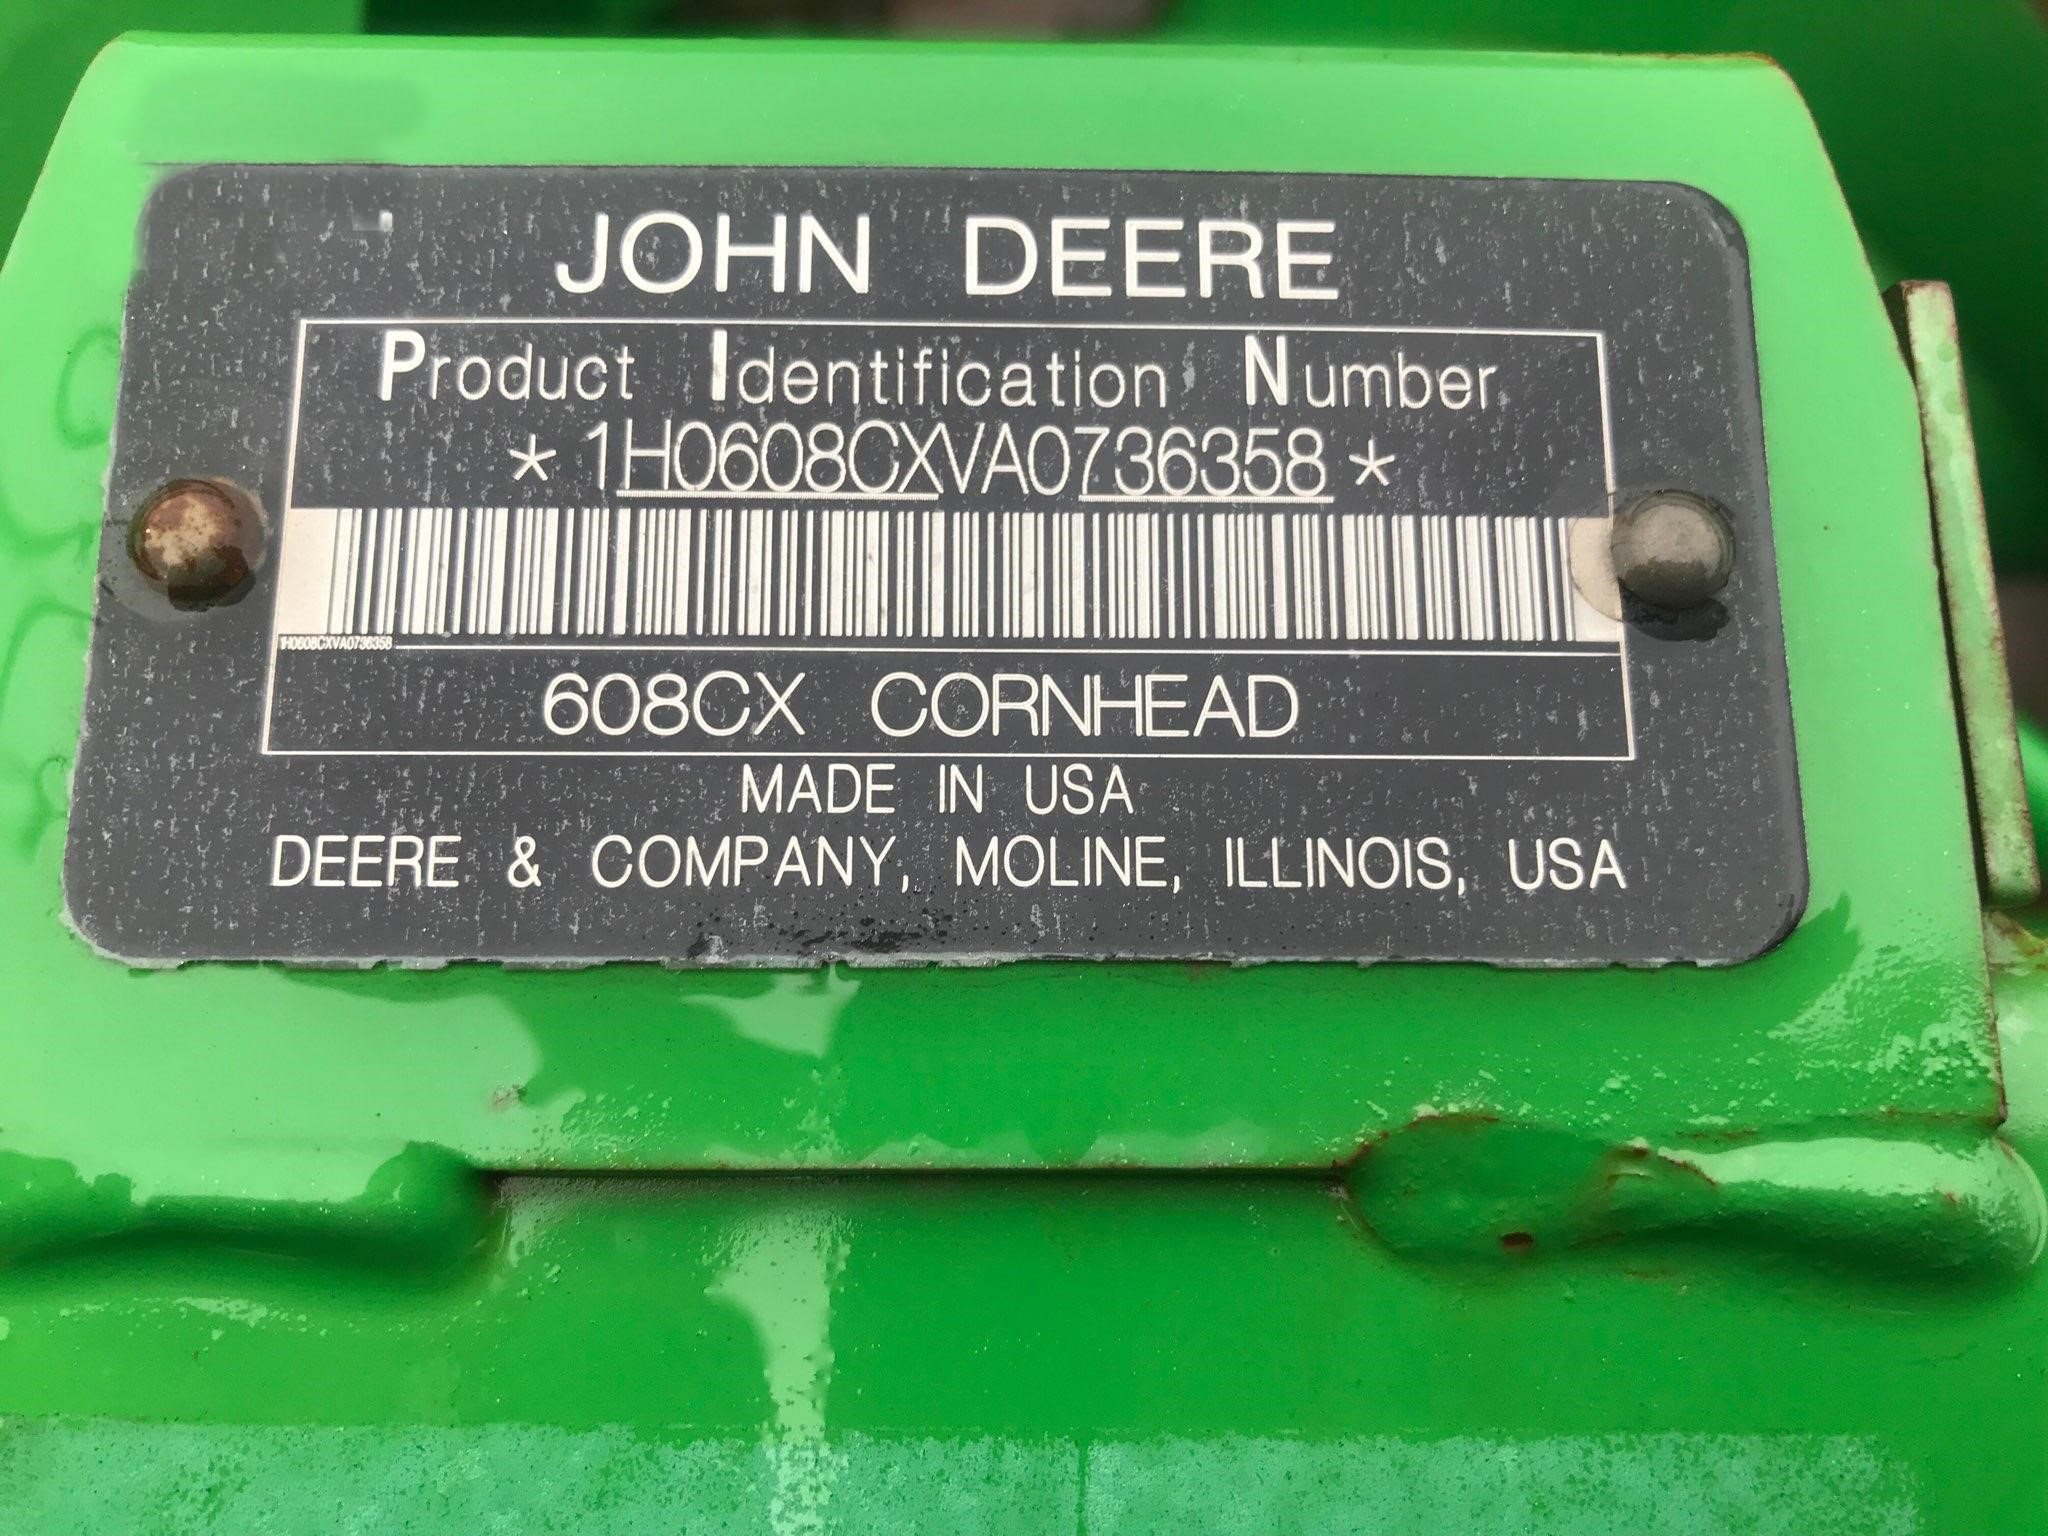 JOHN DEERE
Product Identification Number
*1H0608CXVA0736358*
1H0608CXVA0736358
608CX CORNHEAD
MADE IN USA
DEERE & COMPANY, MOLINE, ILLINOIS, USA